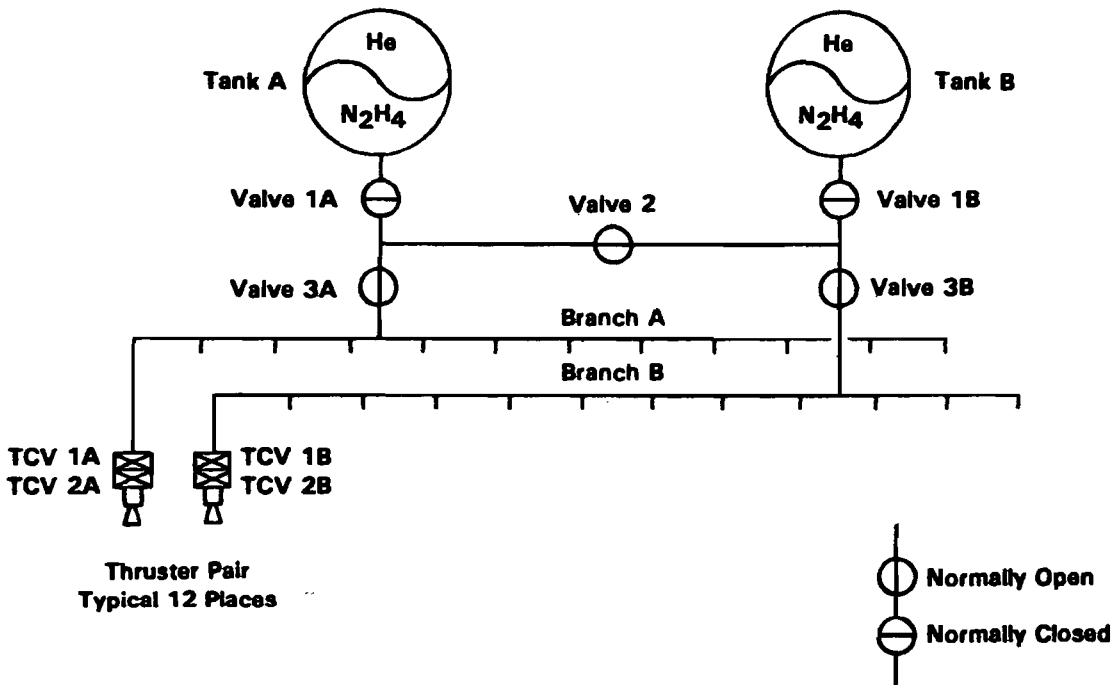 He
He
Tank A
Tank B
N₂H₄
N₂H₄
Valve 1A
Valve 2
Valve 1B
Valve 3A
Valve 3B
Branch A
Branch B
TCV 1A
TCV 2A
TCV 1B
TCV 2B
Thruster Pair
Typical 12 Places
Normally Open
Normally Closed